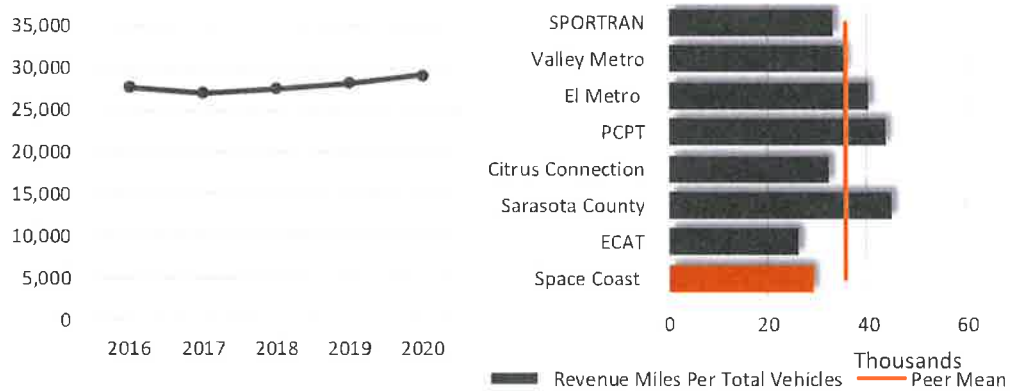 35,000
30,000
25,000
20,000
15,000
10,000
5,000
0
2016 2017 2018 2019 2020
SPORTRAN
Valley Metro
El Metro
PCPT
Citrus Connection
Sarasota County
ECAT
Space Coast
0 20 40 60
Thousands
Revenue Miles Per Total Vehicles Peer Mean